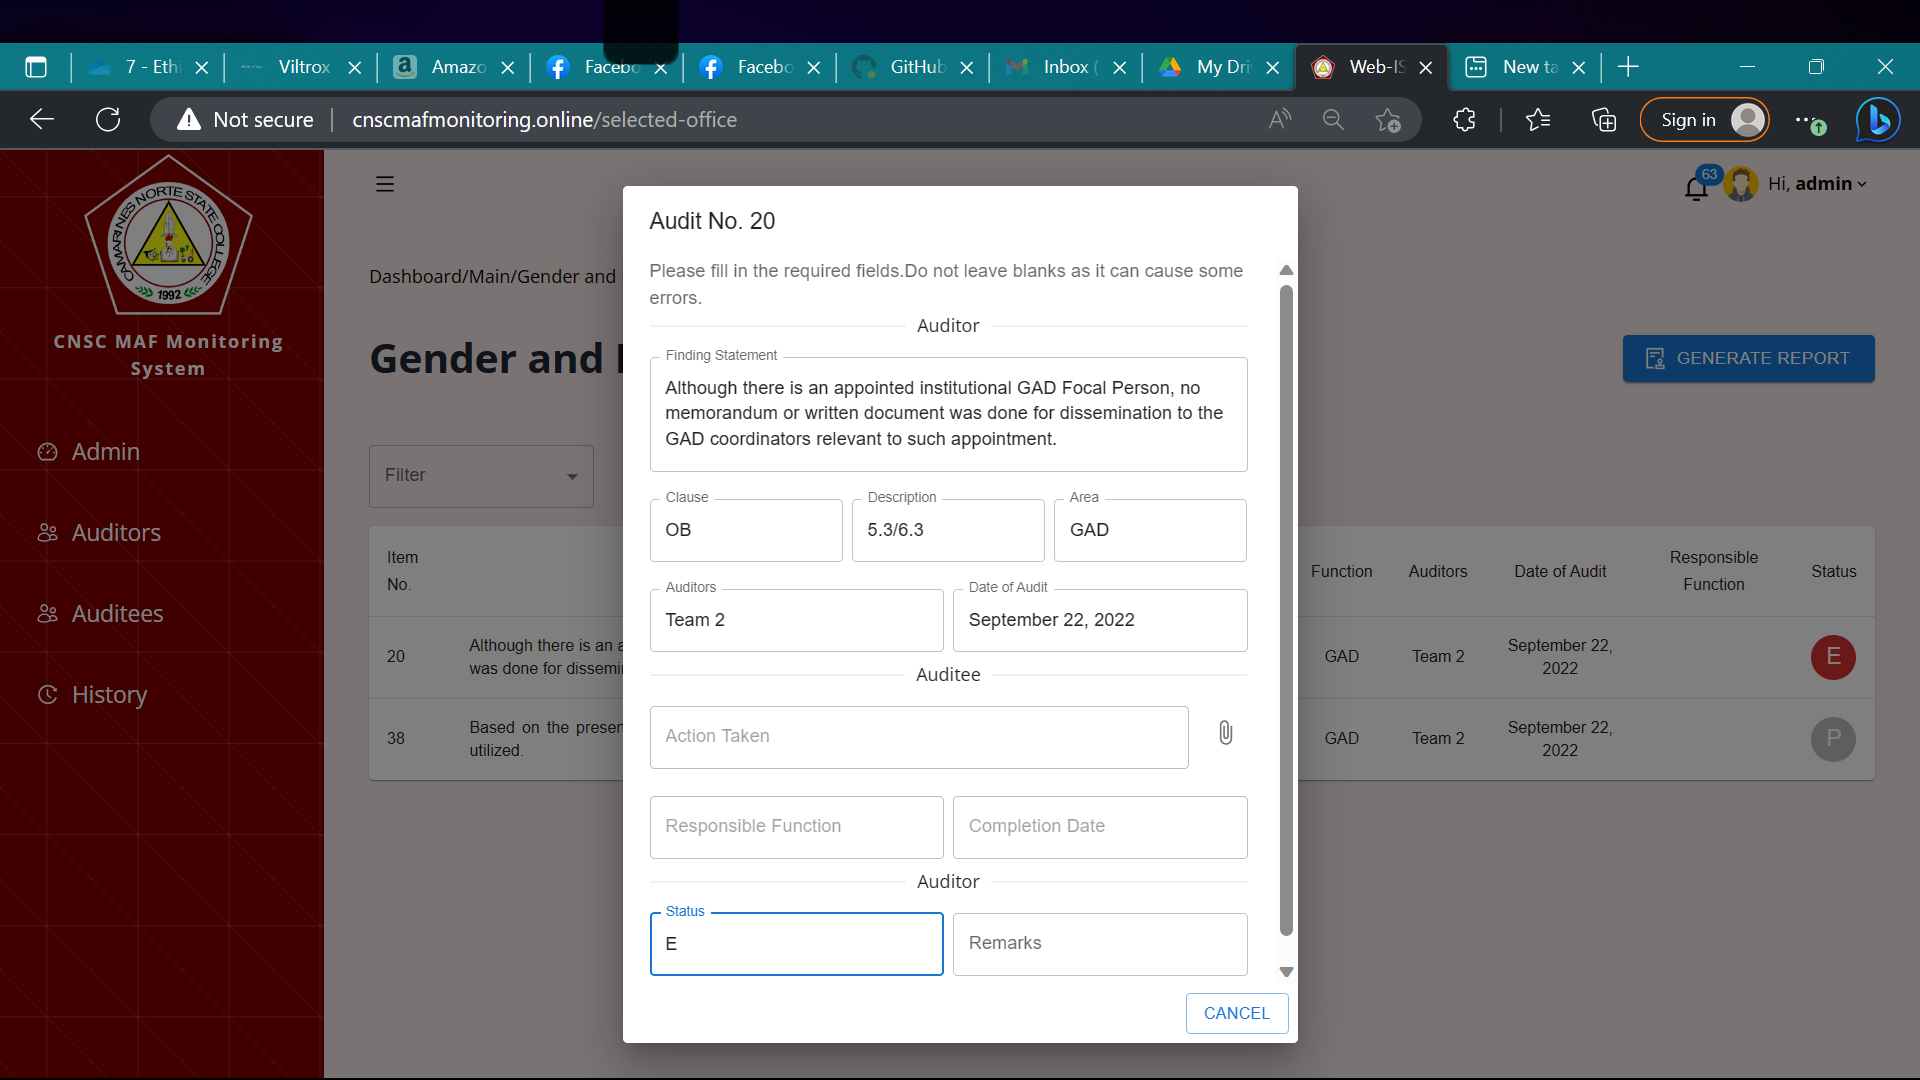 7 - Ethi
Viltrox
Amazo
Facebo
Facebo
GitHub
Inbox (
My Dri
Web-IS
New ta
Not secure
cnscmafmonitoring.online/selected-office
Sign in
CAMARINES NORTE STATE COLLEGE
1992
CNSC MAF Monitoring
System
Admin
Auditors
Auditees
History
63
Hi, admin
Dashboard/Main/Gender and
Gender and
GENERATE REPORT
Filter
Item
No.
Function
Auditors
Date of Audit
Responsible
Function
Status
20
Although there is an a
was done for dissemi
GAD
Team 2
September 22,
2022
E
38
Based on the presen
utilized.
GAD
Team 2
September 22,
2022
P
Audit No. 20
Please fill in the required fields.Do not leave blanks as it can cause some
errors.
Auditor
Finding Statement
Although there is an appointed institutional GAD Focal Person, no
memorandum or written document was done for dissemination to the
GAD coordinators relevant to such appointment.
Clause
OB
Description
5.3/6.3
Area
GAD
Auditors
Team 2
Date of Audit
September 22, 2022
Auditee
Action Taken
Responsible Function
Completion Date
Auditor
Status
E
Remarks
CANCEL